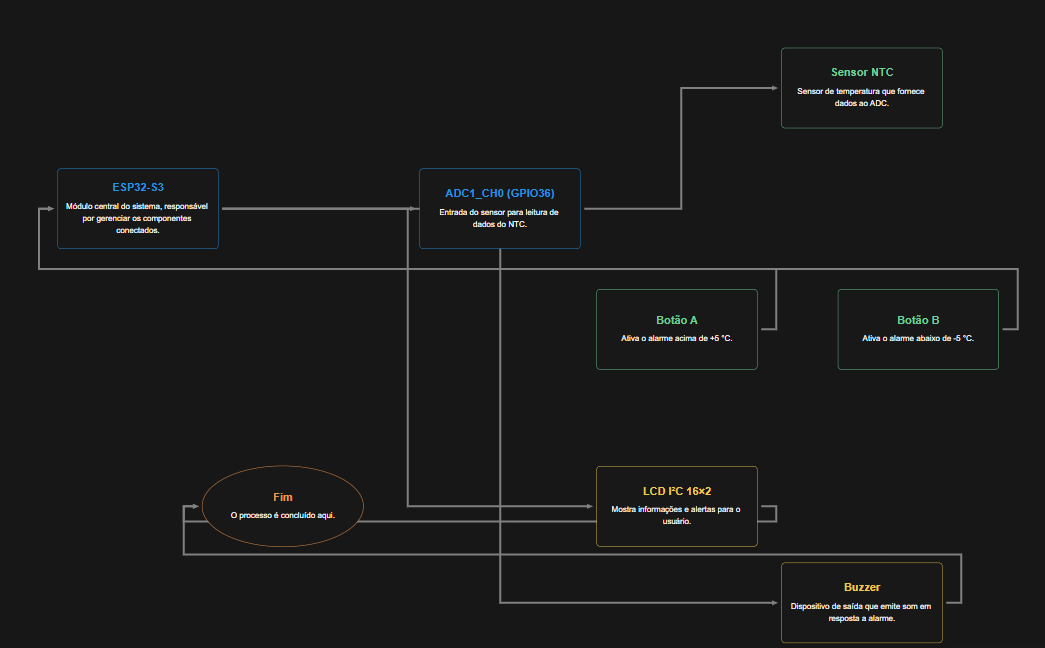 Sensor NTC
Sensor de temperatura que fornece
dados ao ADC.
ESP32-S3
Módulo central do sistema, responsável
por gerenciar os componentes
conectados.
ADC1_CH0 (GPIO36)
Entrada do sensor para leitura de
dados do NTC.
Botão A
Ativa o alarme acima de +5 °C.
Botão B
Ativa o alarme abaixo de -5 °C.
Fim
O processo é concluído aqui.
LCD I²C 16×2
Mostra informações e alertas para o
usuário.
Buzzer
Dispositivo de saída que emite som em
resposta a alarme.